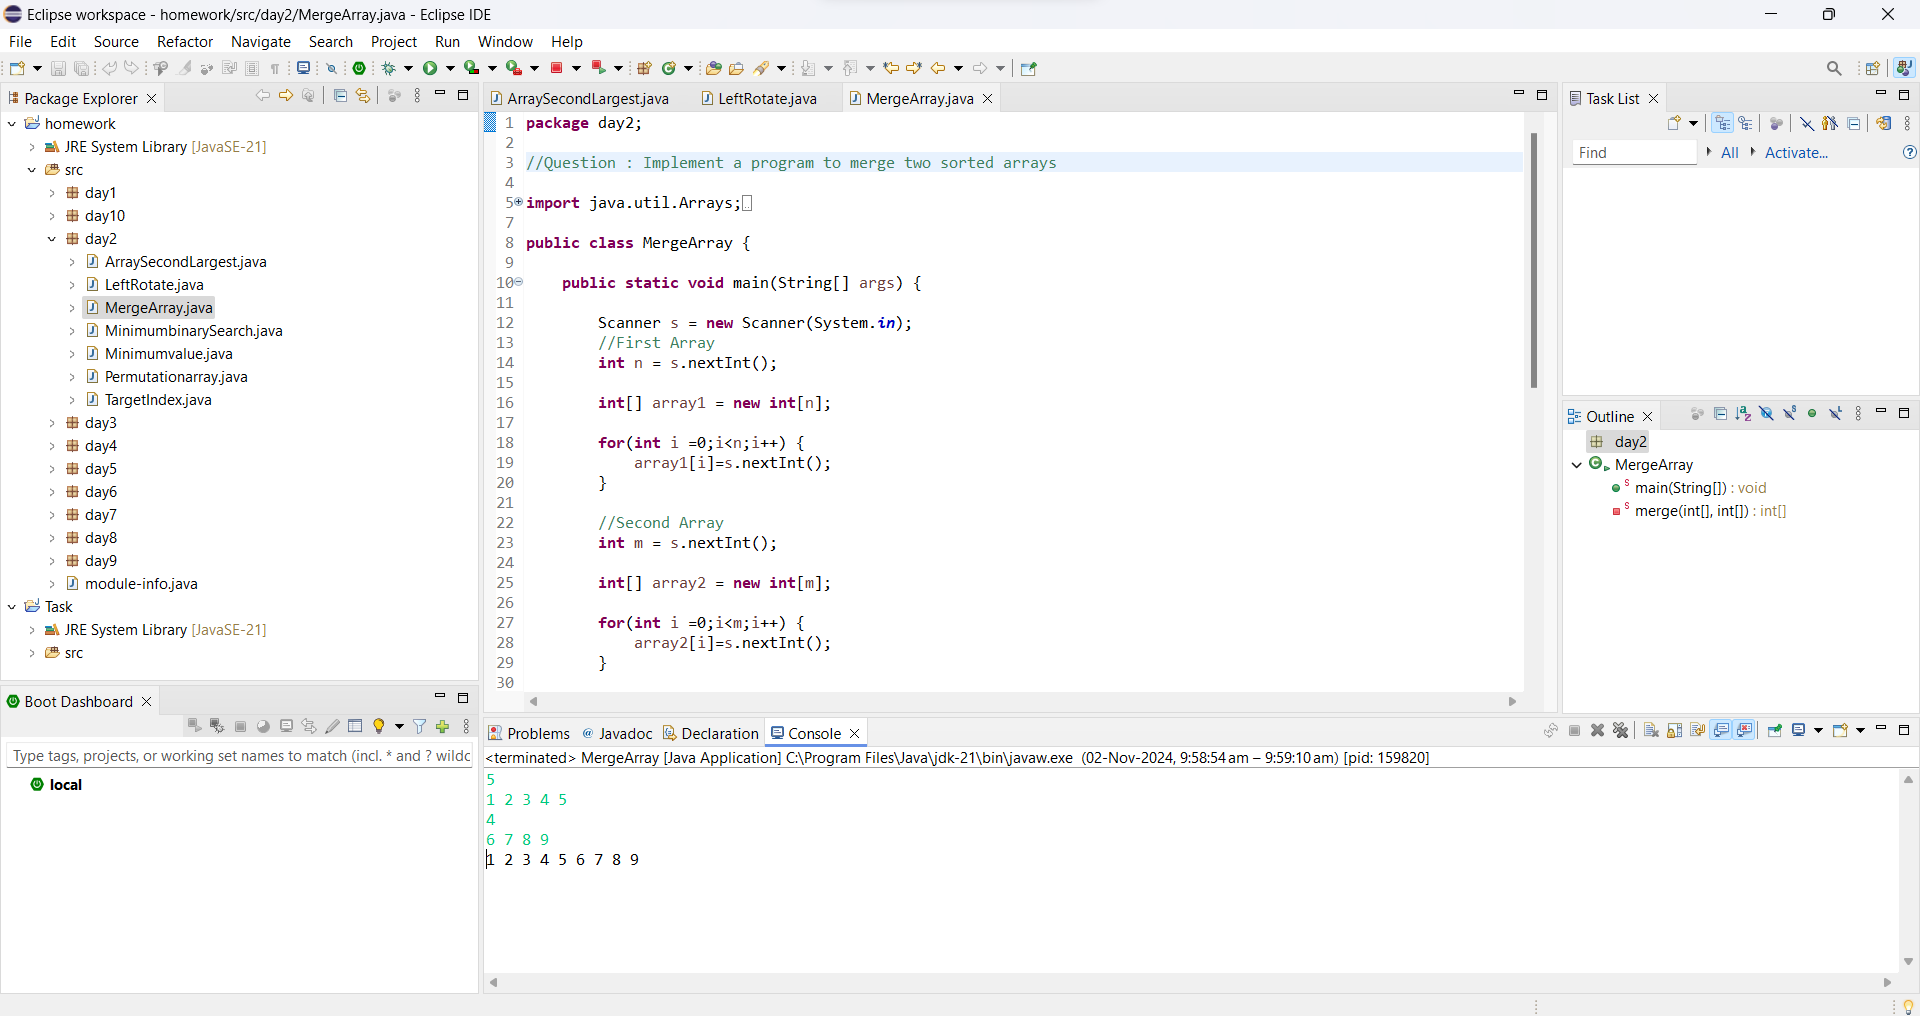 Eclipse workspace - homework/src/day2/MergeArray.java - Eclipse IDE
File Edit Source Refactor Navigate Search Project Run Window Help
Package Explorer
homework
JRE System Library [JavaSE-21]
src
day1
day10
day2
ArraySecondLargest.java
LeftRotate.java
MergeArray.java
MinimumbinarySearch.java
Minimumvalue.java
Permutationarray.java
TargetIndex.java
day3
day4
day5
day6
day7
day8
day9
module-info.java
Task
JRE System Library [JavaSE-21]
src
Boot Dashboard
Type tags, projects, or working set names to match (incl. * and ? wildc
local
ArraySecondLargest.java LeftRotate.java MergeArray.java
1 package day2;
2
3 //Question : Implement a program to merge two sorted arrays
4
5 import java.util.Arrays;
7
8 public class MergeArray {
9
10 public static void main(String[] args) {
11
12 Scanner s = new Scanner(System.in);
13 //First Array
14 int n = s.nextInt();
15
16 int[] array1 = new int[n];
17
18 for(int i =0;i<n;i++) {
19 array1[i]=s.nextInt();
20 }
21
22 //Second Array
23 int m = s.nextInt();
24
25 int[] array2 = new int[m];
26
27 for(int i =0;i<m;i++) {
28 array2[i]=s.nextInt();
29 }
30
Problems Javadoc Declaration Console
<terminated> MergeArray [Java Application] C:\Program Files\Java\jdk-21\bin\javaw.exe (02-Nov-2024, 9:58:54 am – 9:59:10 am) [pid: 159820]
5
1 2 3 4 5
4
6 7 8 9
1 2 3 4 5 6 7 8 9
Task List
Find All Activate...
Outline
day2
MergeArray
main(String[]) : void
merge(int[], int[]) : int[]